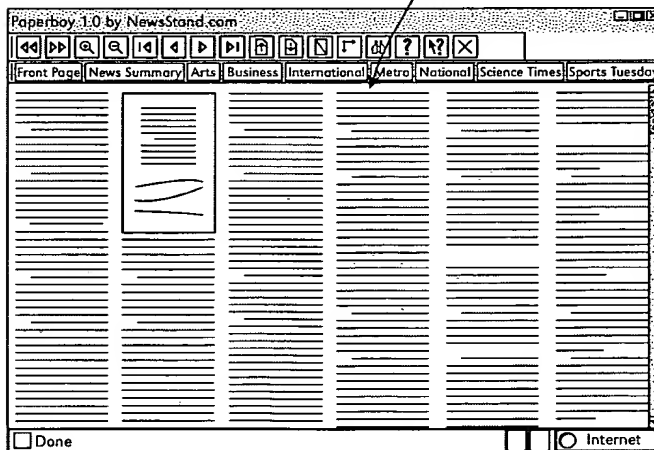 Paperboy 1.0 by NewsStand.com
? ?
Front Page News Summary Arts Business International Metro National Science Times Sports Tuesday
Done Internet